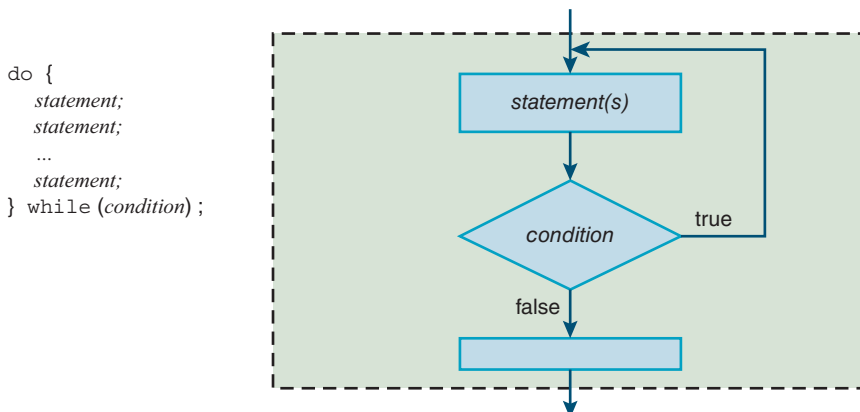 do {
statement;
statement;
...
statement;
} while (condition) ;
statement(s)
condition
true
false